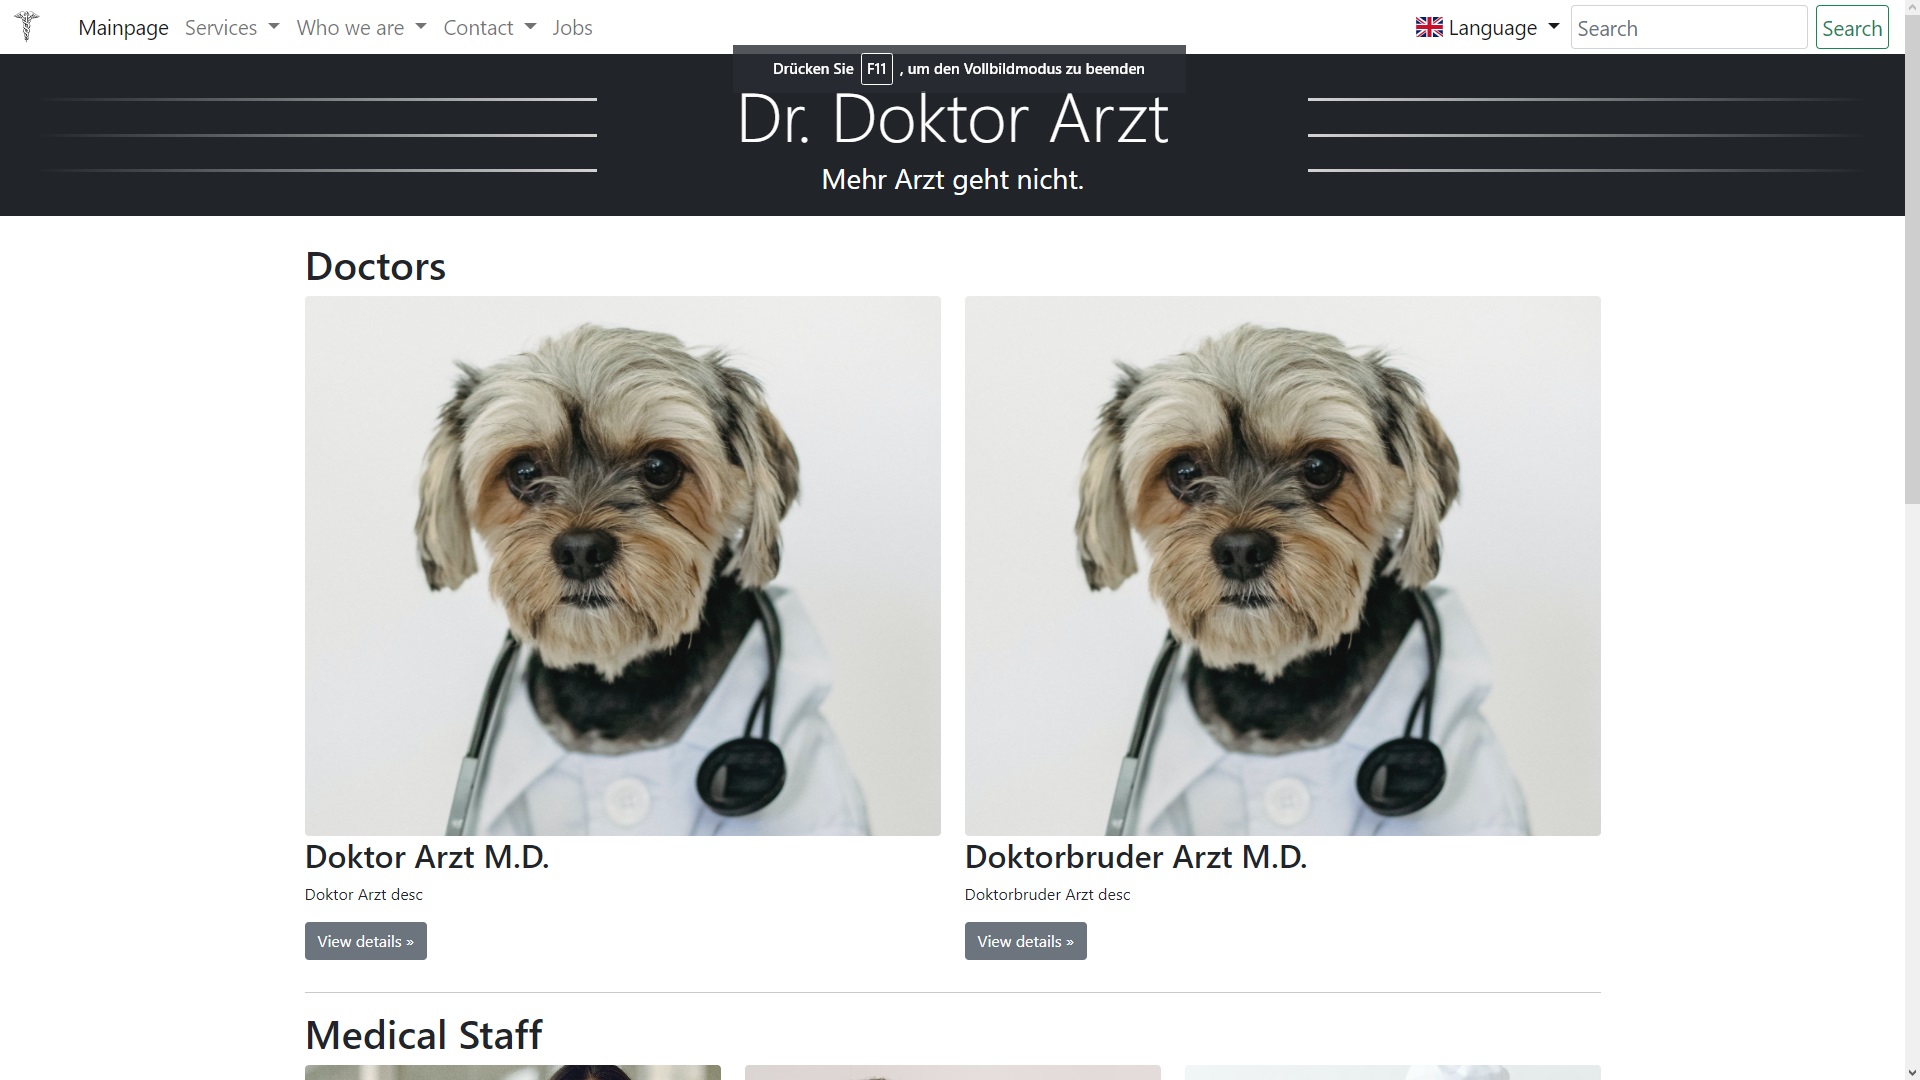 Mainpage Services Who we are Contact Jobs Language Search Search
Drücken Sie F11 , um den Vollbildmodus zu beenden
Dr. Doktor Arzt
Mehr Arzt geht nicht.
Doctors
Doktor Arzt M.D.
Doktor Arzt desc
View details »
Doktorbruder Arzt M.D.
Doktorbruder Arzt desc
View details »
Medical Staff